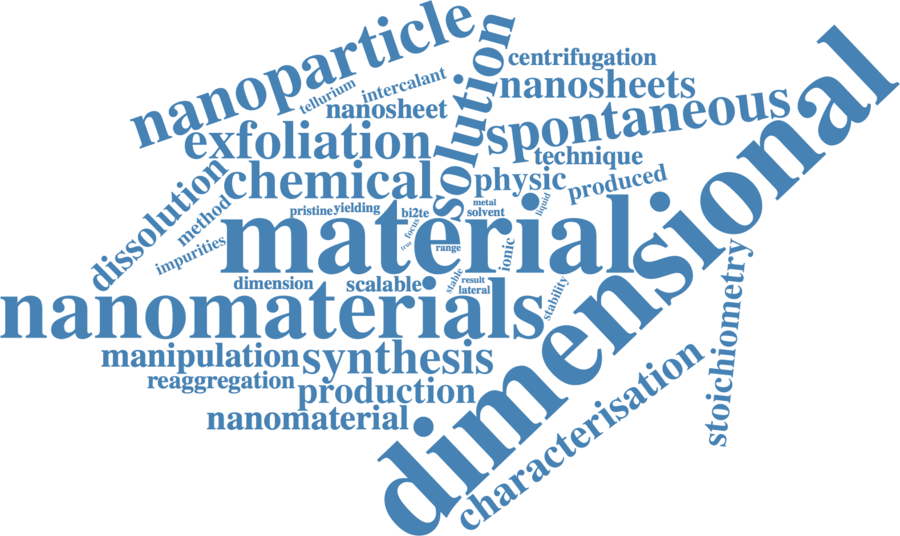 nanoparticle
solution
centrifugation
nanosheets
tellurium
intercalant
nanosheet
spontaneous
exfoliation
technique
dimensional
dissolution
chemical
physic
produced
method
pristine
yielding
bi2te
metal
solvent
liquid
focus
true
range
ionic
impurities
material
dimension
scalable
stable
result
lateral
stability
nanomaterials
stoichiometry
manipulation
synthesis
reaggregation
production
nanomaterial
characterisation